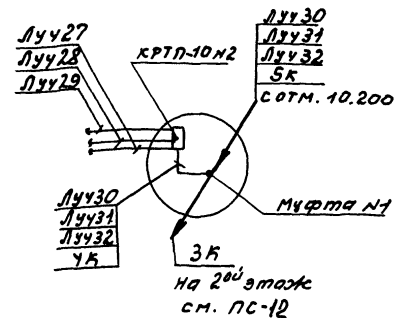 Луч27
Луч28
Луч29
КРТП-10 №2
Луч30
Луч31
Луч32
5к
с отм. 10.200
Луч30
Луч31
Луч32
4К
Муфта №1
3К
на 2ой этаж
см. ПС-12